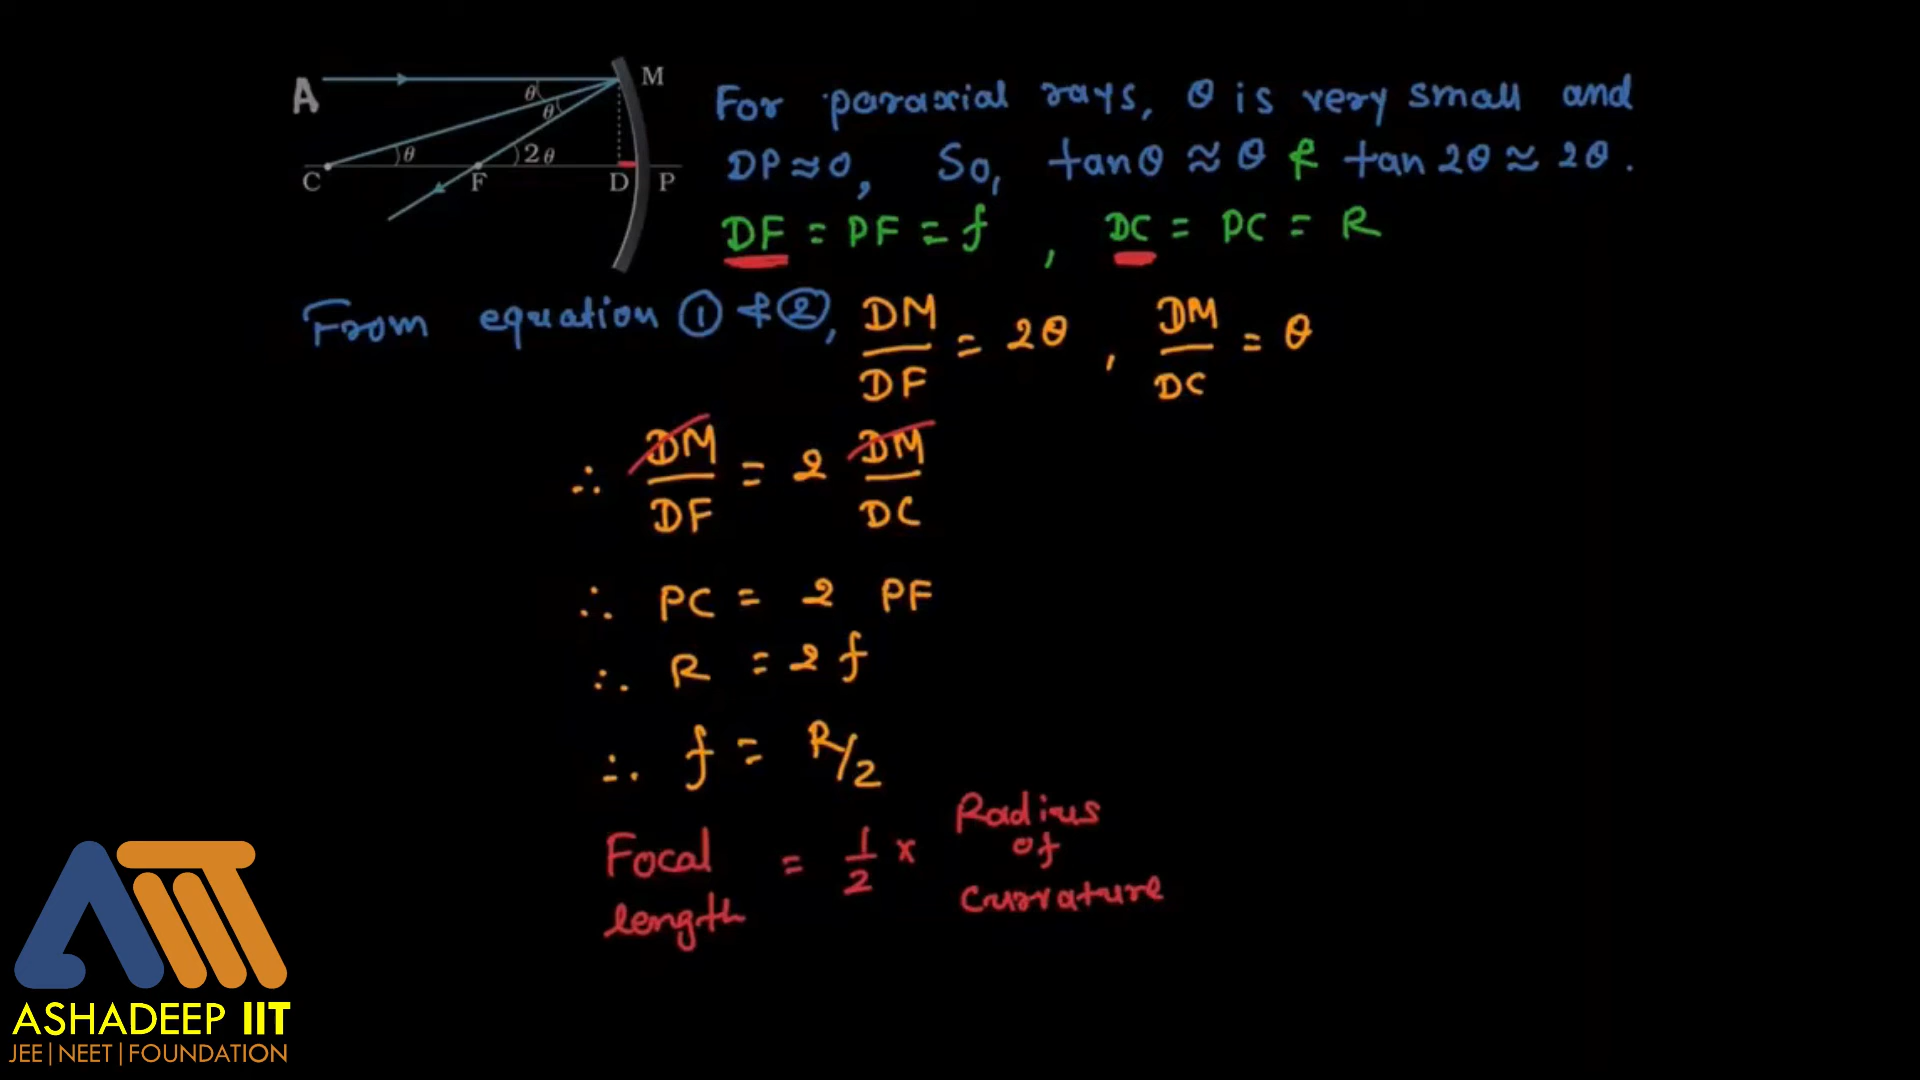 A M
θ
θ
θ 2θ
C F D P
For paraxial rays, θ is very small and
DP ≈ 0, So, tanθ ≈ θ & tan 2θ ≈ 2θ.
DF = PF = f , DC = PC = R
From equation ① & ②, DM/DF = 2θ , DM/DC = θ
∴ DM/DF = 2 DM/DC
∴ PC = 2 PF
∴ R = 2 f
∴ f = R/2
Focal length = 1/2 × Radius of Curvature
ASHADEEP IIT
JEE|NEET|FOUNDATION